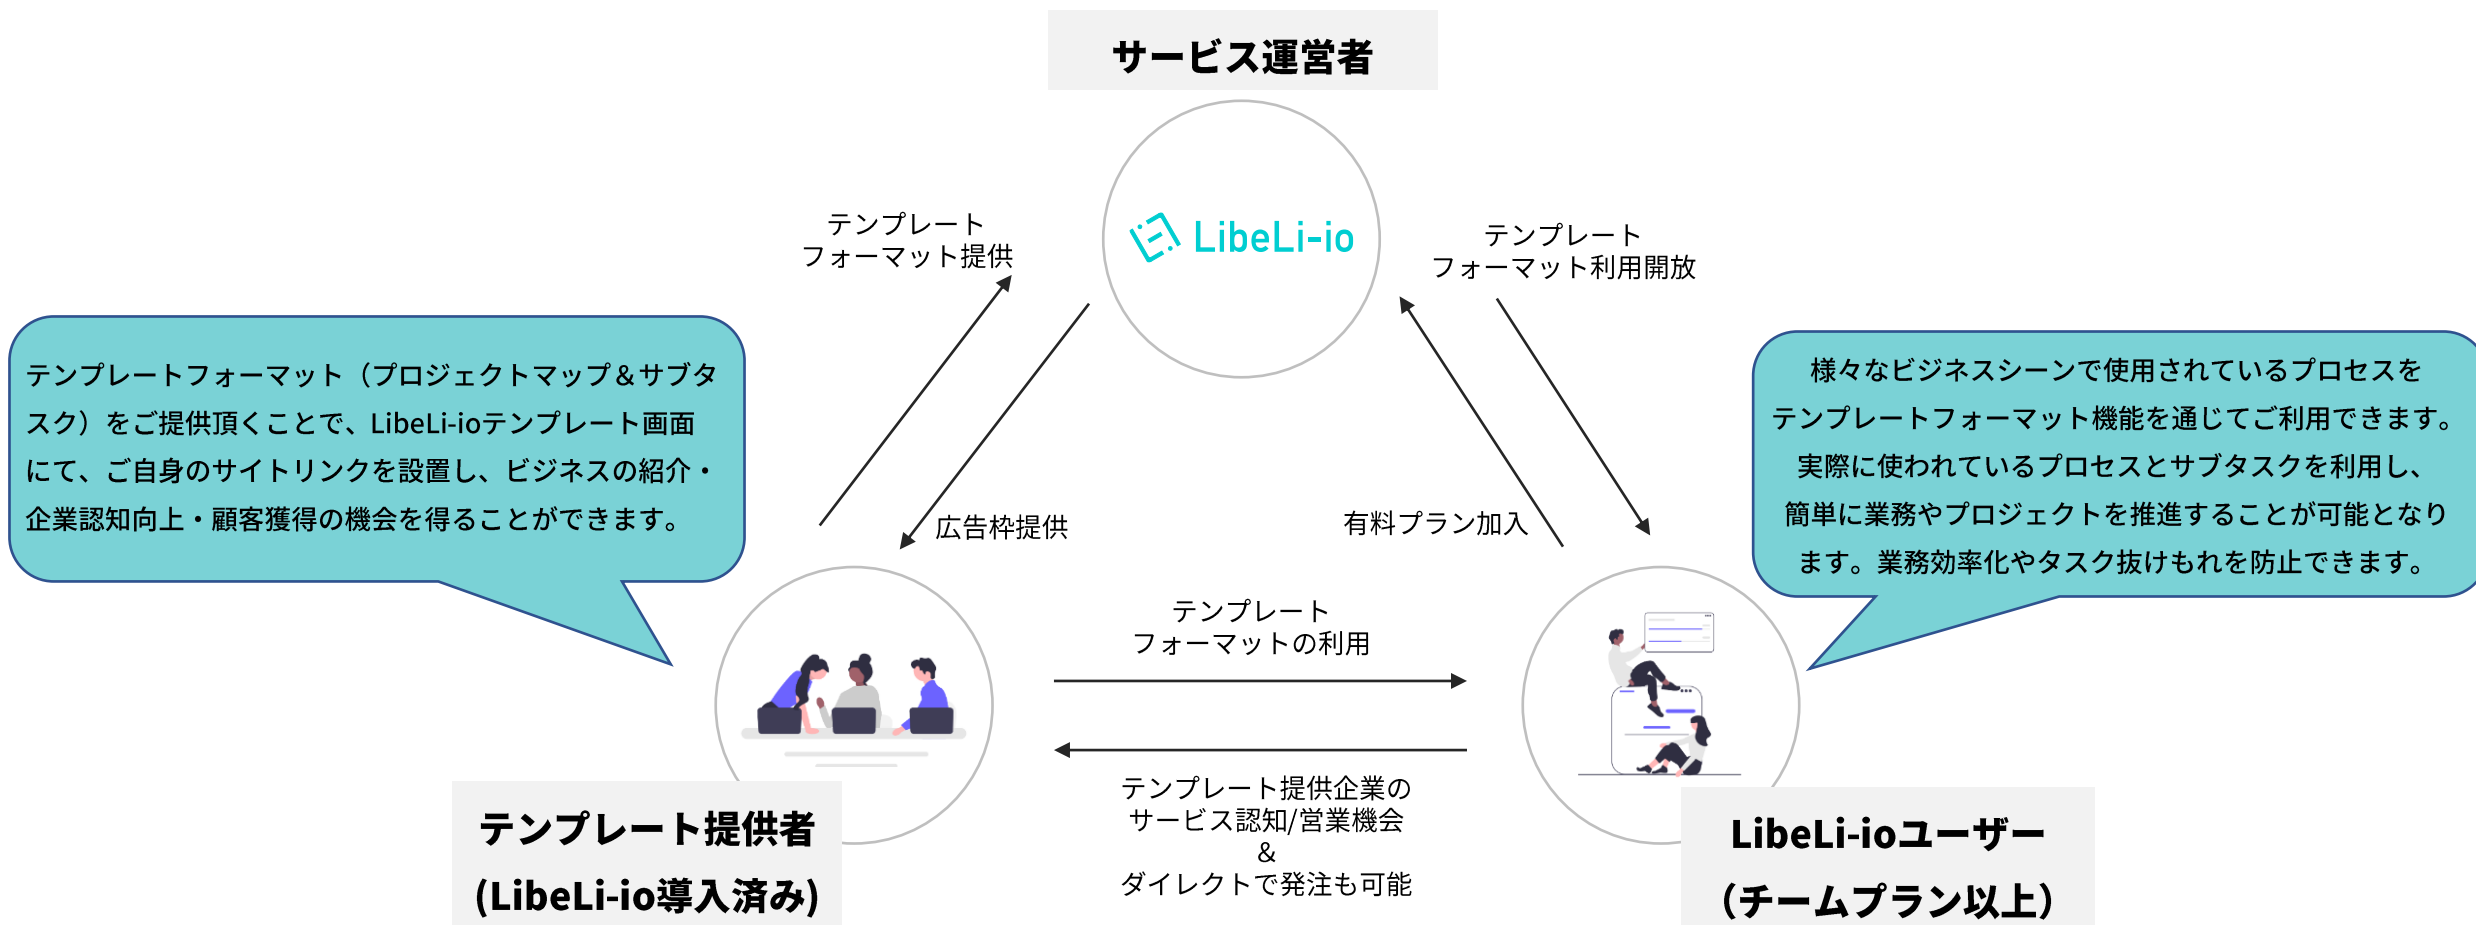 サービス運営者
LibeLi-io
テンプレート
フォーマット提供
テンプレート
フォーマット利用開放
テンプレートフォーマット（プロジェクトマップ＆サブタ
スク）をご提供頂くことで、LibeLi-ioテンプレート画面
にて、ご自身のサイトリンクを設置し、ビジネスの紹介・
企業認知向上・顧客獲得の機会を得ることができます。
様々なビジネスシーンで使用されているプロセスを
テンプレートフォーマット機能を通じてご利用できます。
実際に使われているプロセスとサブタスクを利用し、
簡単に業務やプロジェクトを推進することが可能となり
ます。業務効率化やタスク抜けもれを防止できます。
広告枠提供
有料プラン加入
テンプレート
フォーマットの利用
テンプレート提供企業の
サービス認知/営業機会
&
ダイレクトで発注も可能
テンプレート提供者
(LibeLi-io導入済み)
LibeLi-ioユーザー
（チームプラン以上）